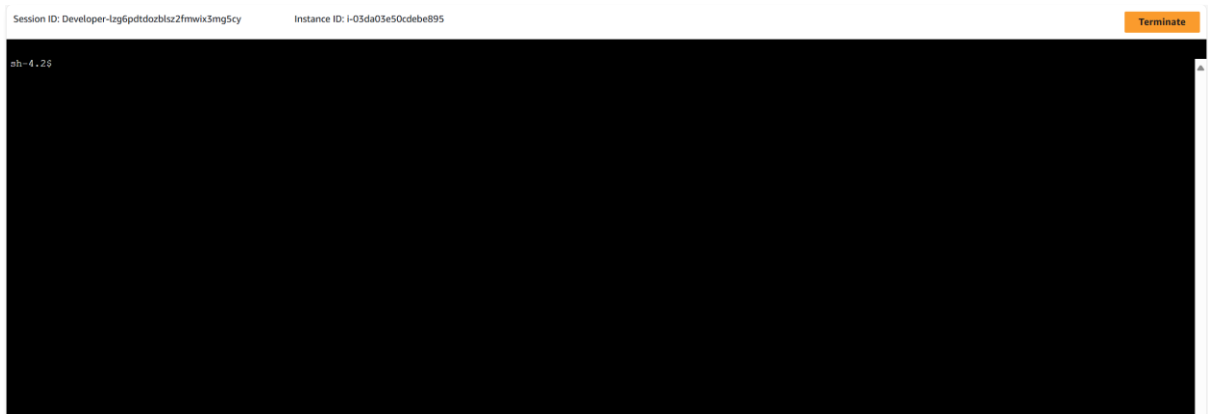 Session ID: Developer-lzg6pdtdozblsz2fmwix3mg5cy Instance ID: i-03da03e50cdebe895 Terminate
sh-4.2$